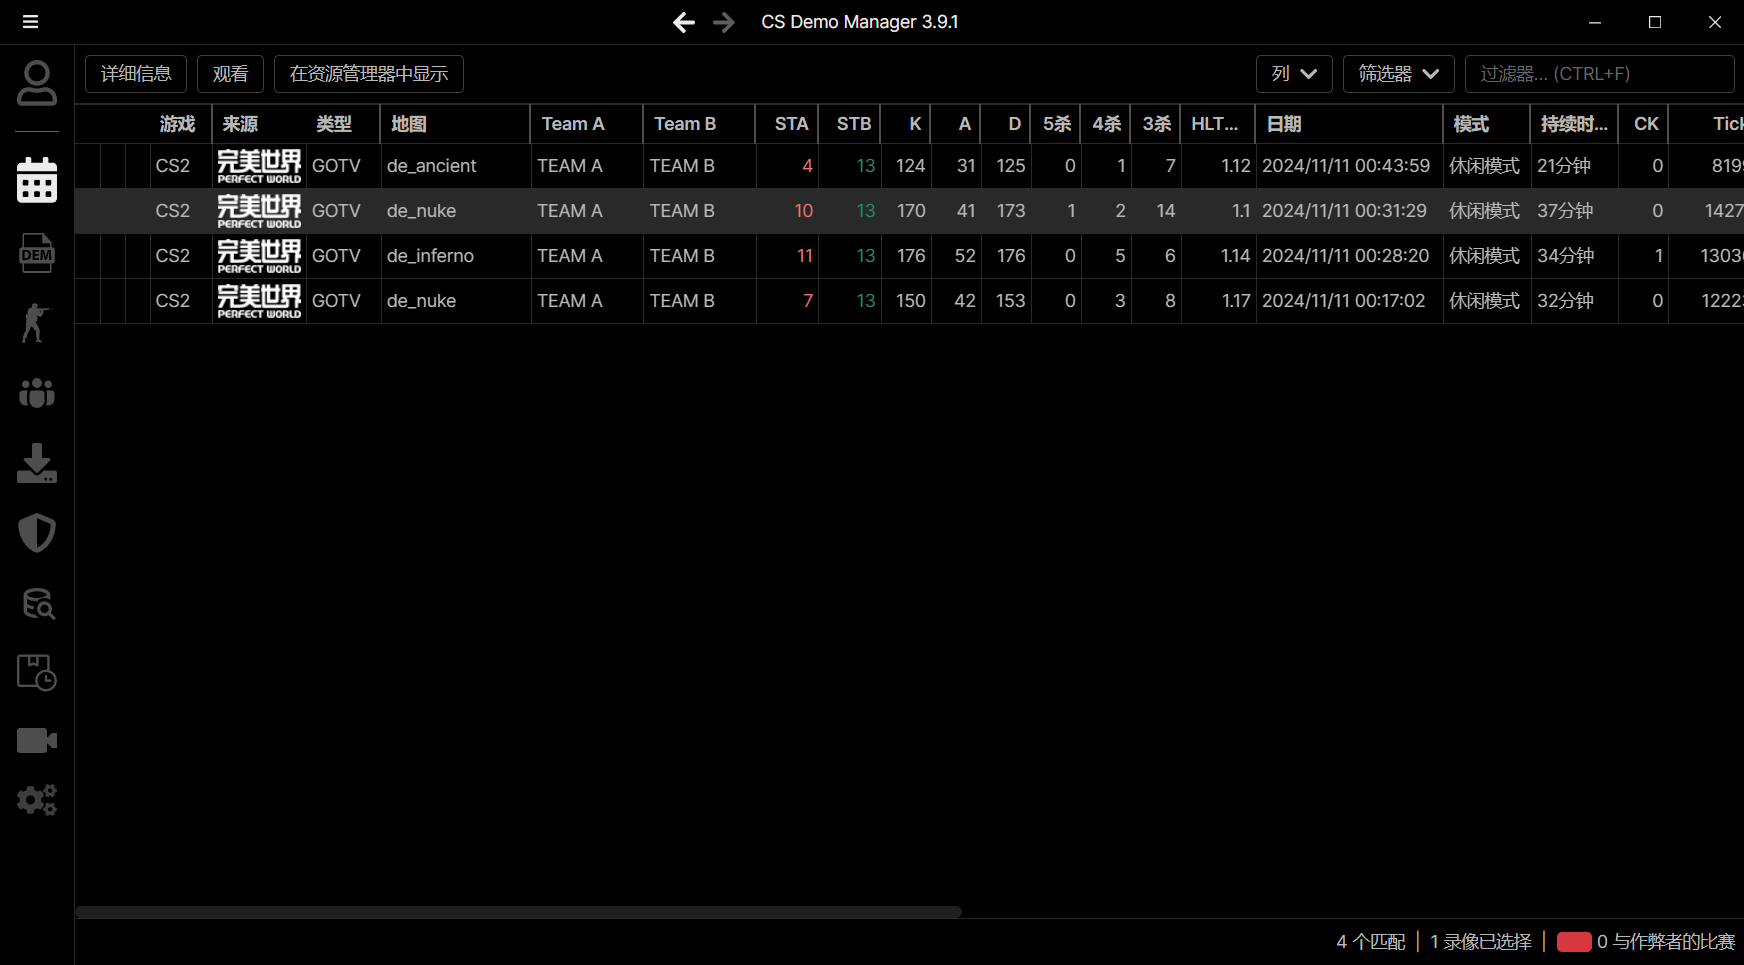 CS Demo Manager 3.9.1
详细信息 观看 在资源管理器中显示 列 筛选器 过滤器... (CTRL+F)
游戏 来源 类型 地图 Team A Team B STA STB K A D 5杀 4杀 3杀 HLT... 日期 模式 持续时... CK Tick
CS2 完美世界 PERFECT WORLD GOTV de_ancient TEAM A TEAM B 4 13 124 31 125 0 1 7 1.12 2024/11/11 00:43:59 休闲模式 21分钟 0 819
CS2 完美世界 PERFECT WORLD GOTV de_nuke TEAM A TEAM B 10 13 170 41 173 1 2 14 1.1 2024/11/11 00:31:29 休闲模式 37分钟 0 1427
CS2 完美世界 PERFECT WORLD GOTV de_inferno TEAM A TEAM B 11 13 176 52 176 0 5 6 1.14 2024/11/11 00:28:20 休闲模式 34分钟 1 1303
CS2 完美世界 PERFECT WORLD GOTV de_nuke TEAM A TEAM B 7 13 150 42 153 0 3 8 1.17 2024/11/11 00:17:02 休闲模式 32分钟 0 1222
DEM
4 个匹配 | 1 录像已选择 | 0 与作弊者的比赛